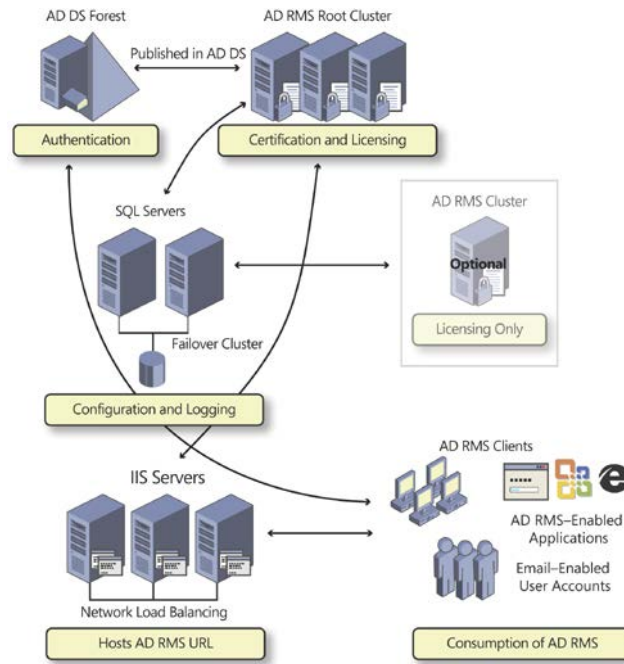 AD DS Forest
AD RMS Root Cluster
Published in AD DS
Authentication
Certification and Licensing
SQL Servers
AD RMS Cluster
Optional
Licensing Only
Failover Cluster
Configuration and Logging
IIS Servers
AD RMS Clients
AD RMS–Enabled
Applications
Email–Enabled
User Accounts
Network Load Balancing
Hosts AD RMS URL
Consumption of AD RMS